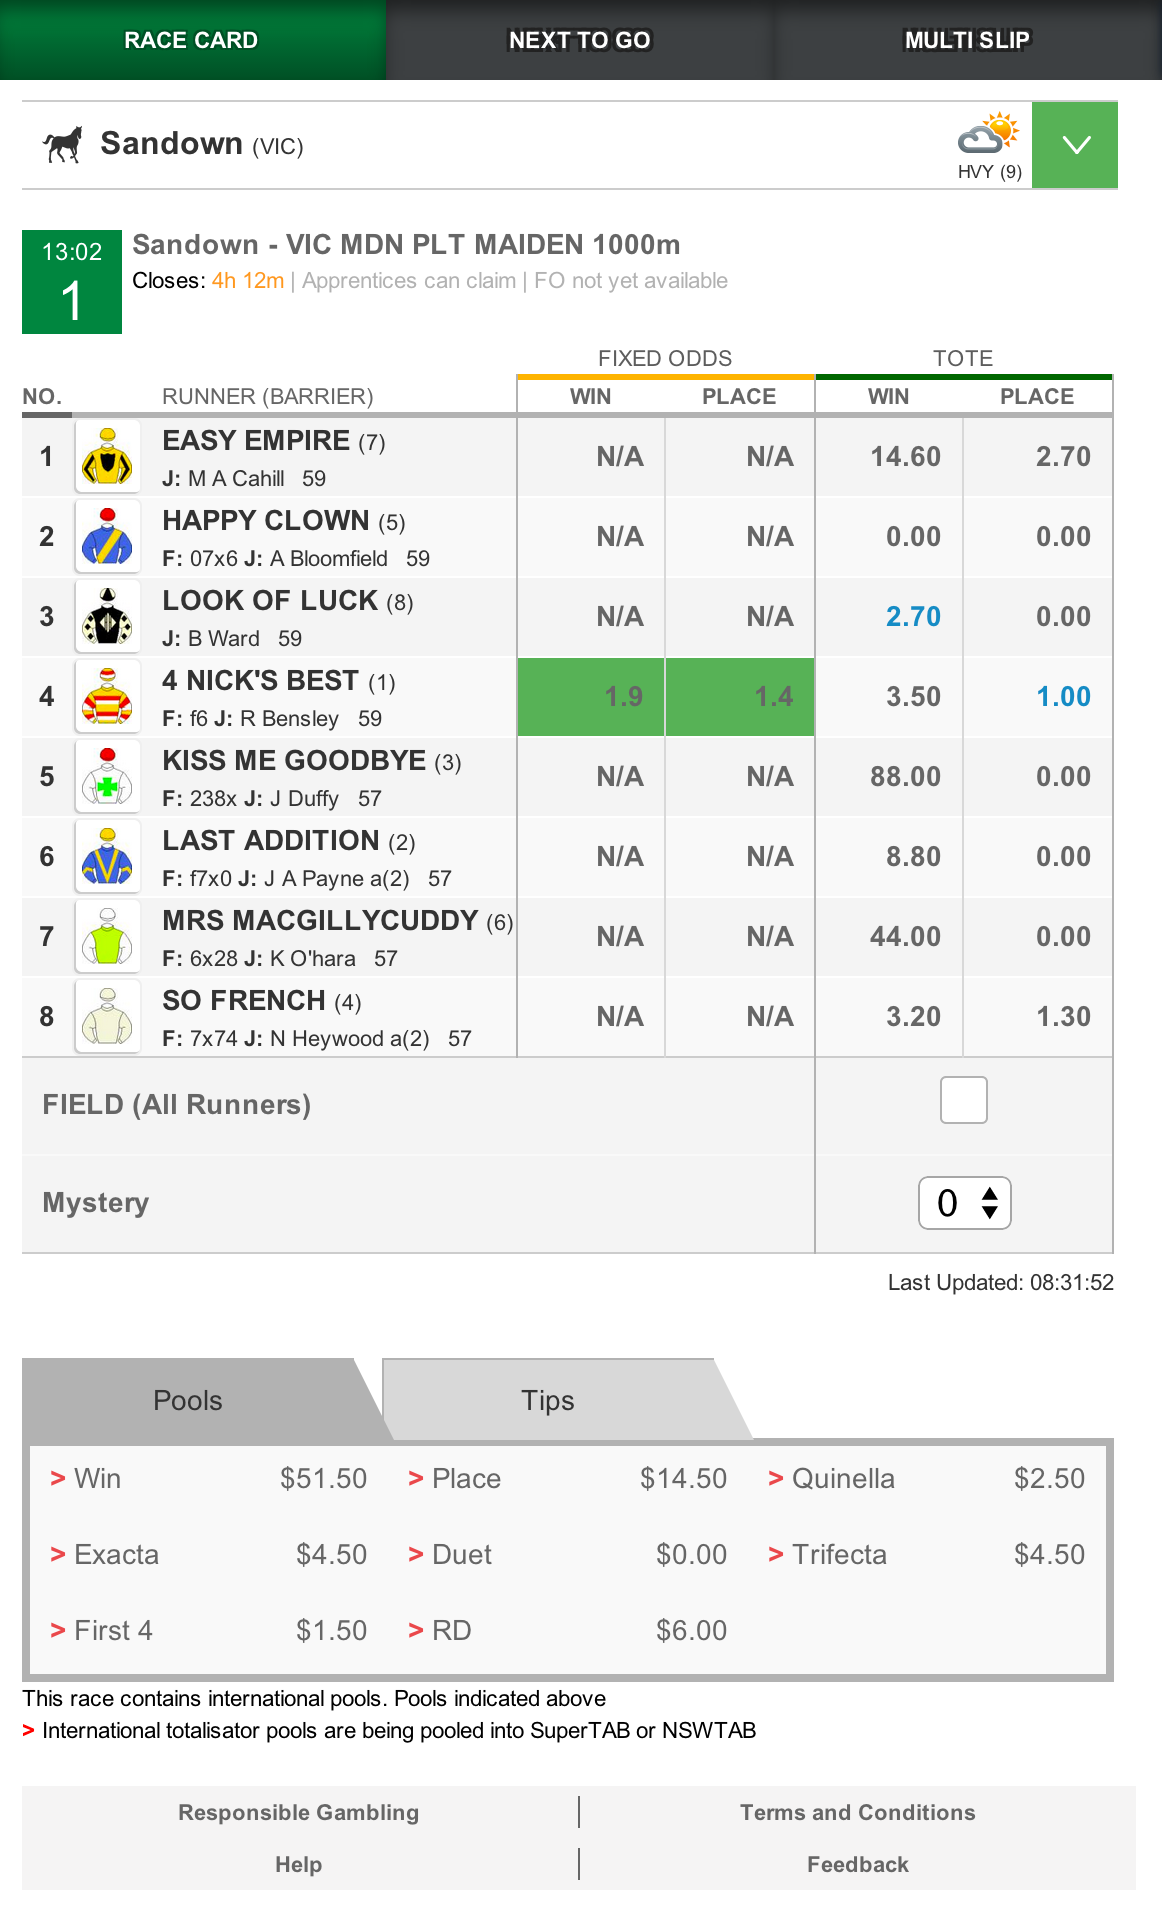 RACE CARD NEXT TO GO MULTI SLIP
Sandown (VIC)
HVY (9)
13:02
1
Sandown - VIC MDN PLT MAIDEN 1000m
Closes: 4h 12m | Apprentices can claim | FO not yet available
FIXED ODDS TOTE
NO. RUNNER (BARRIER) WIN PLACE WIN PLACE
1 EASY EMPIRE (7) N/A N/A 14.60 2.70
J: M A Cahill 59
2 HAPPY CLOWN (5) N/A N/A 0.00 0.00
F: 07x6 J: A Bloomfield 59
3 LOOK OF LUCK (8) N/A N/A 2.70 0.00
J: B Ward 59
4 4 NICK'S BEST (1) 1.9 1.4 3.50 1.00
F: f6 J: R Bensley 59
5 KISS ME GOODBYE (3) N/A N/A 88.00 0.00
F: 238x J: J Duffy 57
6 LAST ADDITION (2) N/A N/A 8.80 0.00
F: f7x0 J: J A Payne a(2) 57
7 MRS MACGILLYCUDDY (6) N/A N/A 44.00 0.00
F: 6x28 J: K O'hara 57
8 SO FRENCH (4) N/A N/A 3.20 1.30
F: 7x74 J: N Heywood a(2) 57
FIELD (All Runners)
Mystery 0
Last Updated: 08:31:52
Pools Tips
> Win $51.50 > Place $14.50 > Quinella $2.50
> Exacta $4.50 > Duet $0.00 > Trifecta $4.50
> First 4 $1.50 > RD $6.00
This race contains international pools. Pools indicated above
> International totalisator pools are being pooled into SuperTAB or NSWTAB
Responsible Gambling | Terms and Conditions
Help | Feedback